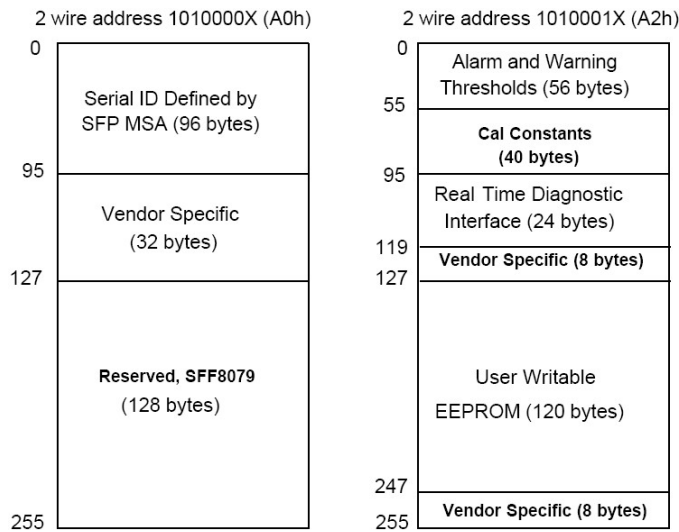 2 wire address 1010000X (A0h)
0
Serial ID Defined by
SFP MSA (96 bytes)
95
Vendor Specific
(32 bytes)
127
Reserved, SFF8079
(128 bytes)
255
2 wire address 1010001X (A2h)
0
Alarm and Warning
Thresholds (56 bytes)
55
Cal Constants
(40 bytes)
95
Real Time Diagnostic
Interface (24 bytes)
119
Vendor Specific (8 bytes)
127
User Writable
EEPROM (120 bytes)
247
Vendor Specific (8 bytes)
255